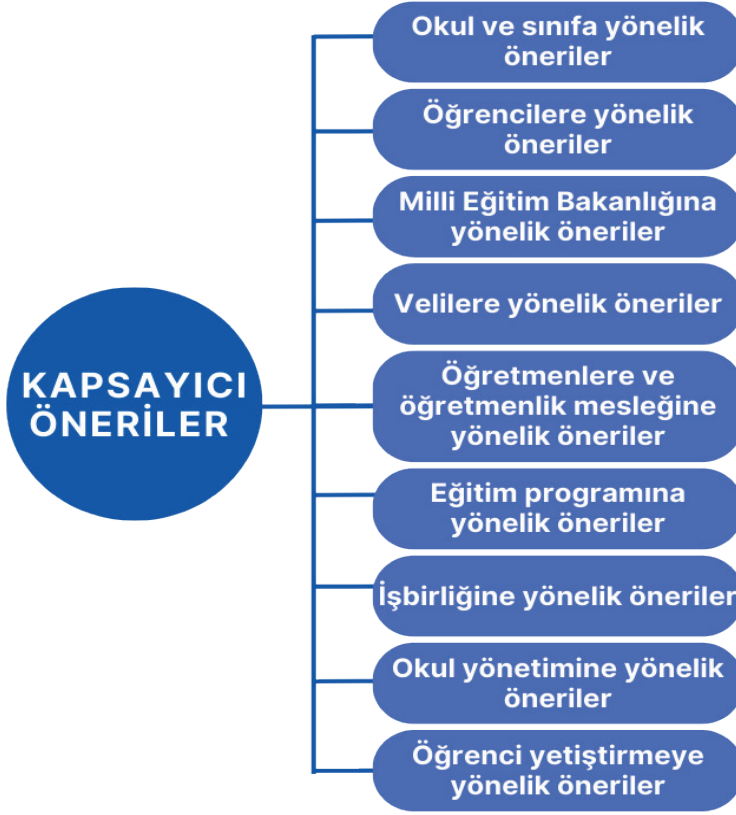 KAPSAYICI
ÖNERİLER
Okul ve sınıfa yönelik
öneriler
Öğrencilere yönelik
öneriler
Milli Eğitim Bakanlığına
yönelik öneriler
Velilere yönelik öneriler
Öğretmenlere ve
öğretmenlik mesleğine
yönelik öneriler
Eğitim programına
yönelik öneriler
İşbirliğine yönelik öneriler
Okul yönetimine yönelik
öneriler
Öğrenci yetiştirmeye
yönelik öneriler